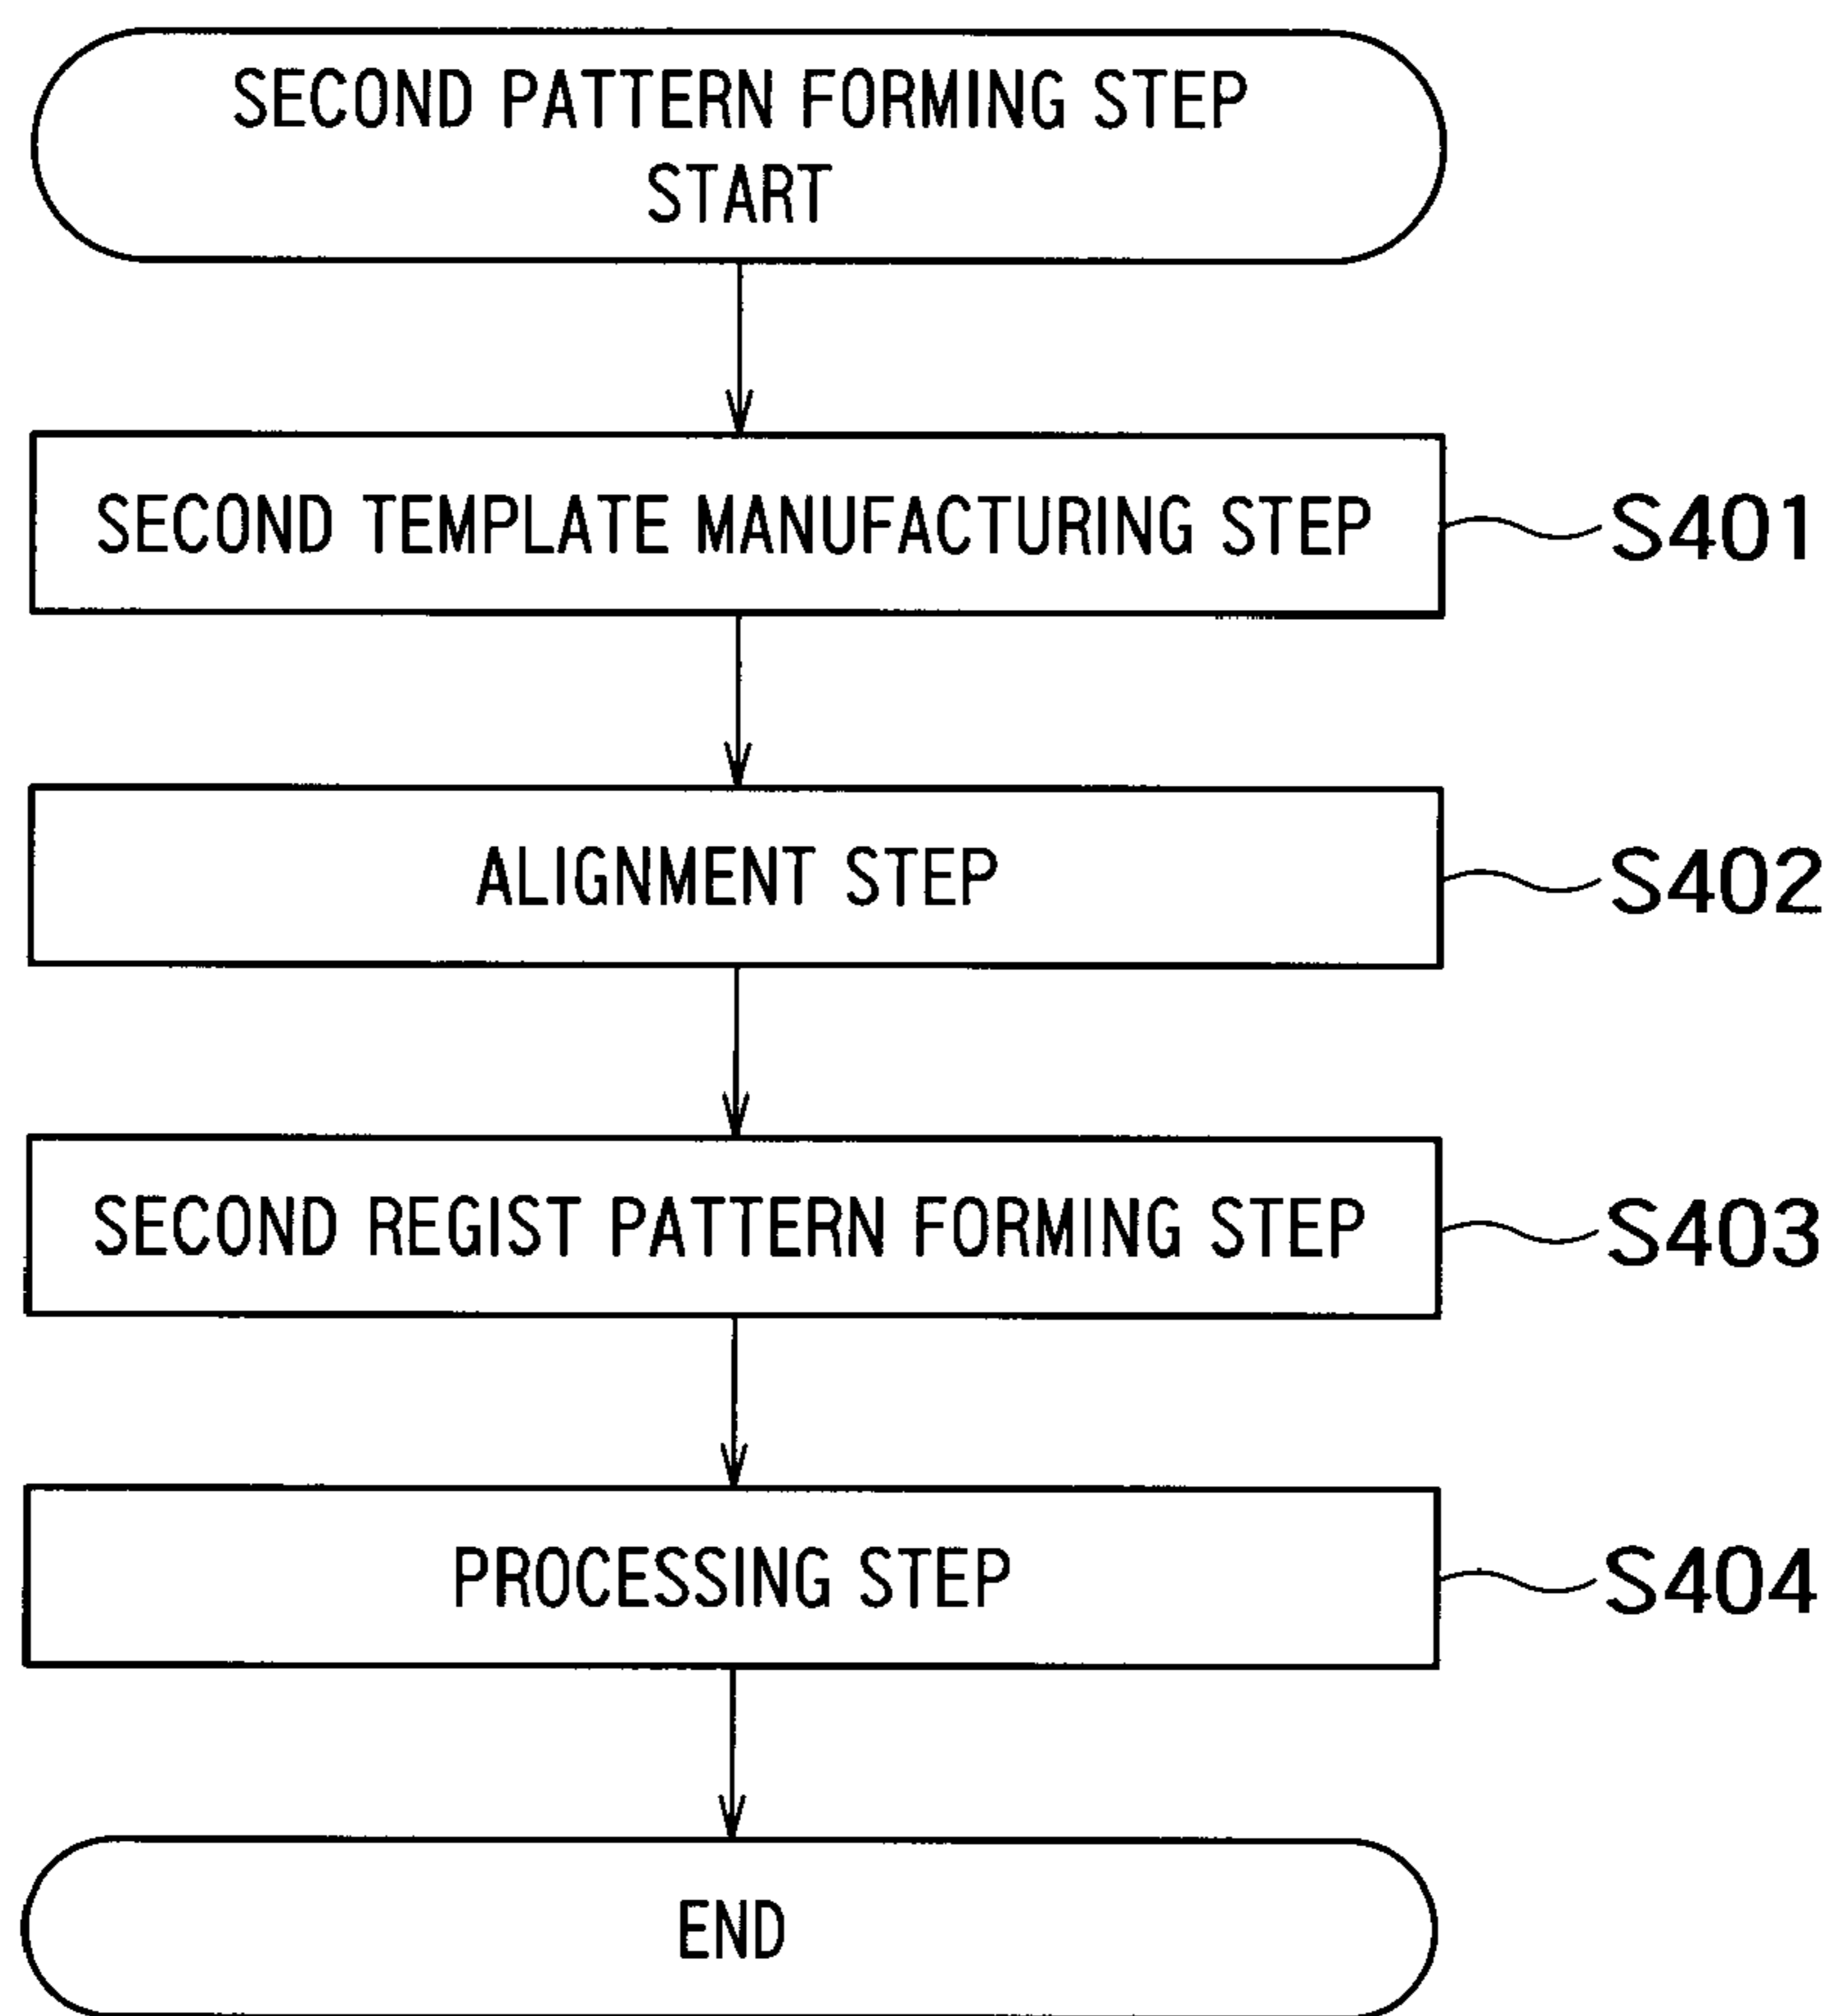 SECOND PATTERN FORMING STEP
START
SECOND TEMPLATE MANUFACTURING STEP
S401
ALIGNMENT STEP
S402
SECOND REGIST PATTERN FORMING STEP
S403
PROCESSING STEP
S404
END